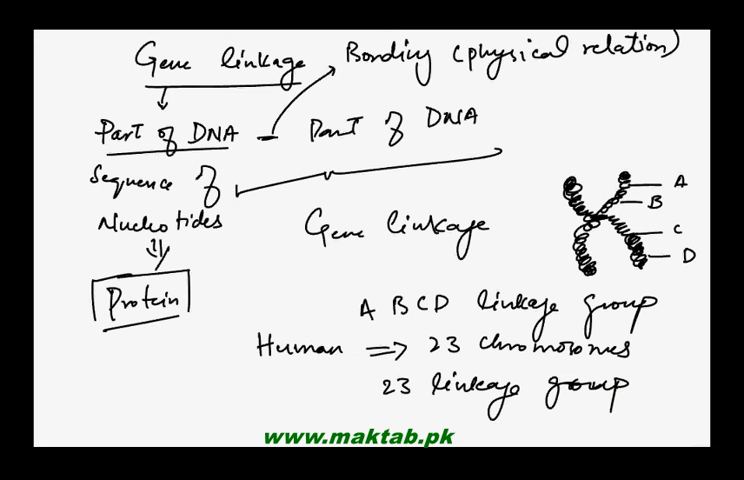 Gene linkage
Bonding (physical relation)
Part of DNA — Part of DNA
Sequence of
Nucleotides
Protein
Gene linkage
A
B
C
D
A B C D linkage group
Human => 23 chromosomes
23 linkage group
www.maktab.pk